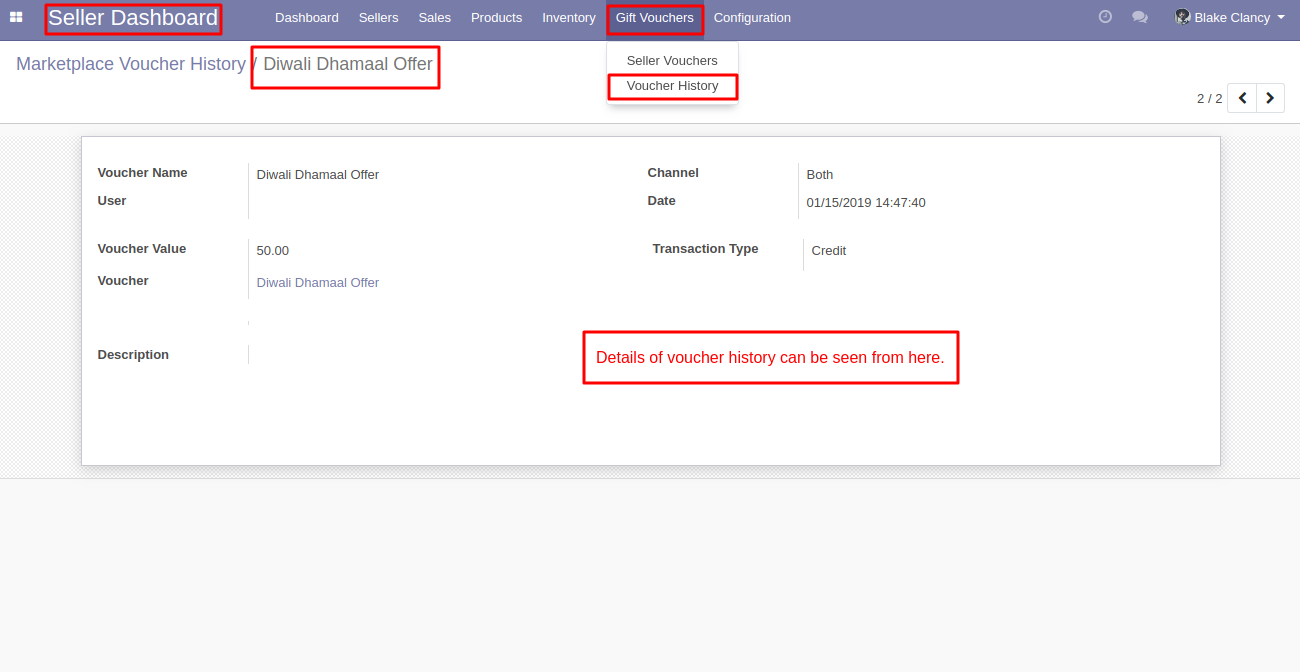 Seller Dashboard Dashboard Sellers Sales Products Inventory Gift Vouchers Configuration Blake Clancy
Marketplace Voucher History / Diwali Dhamaal Offer
Seller Vouchers
Voucher History
2 / 2
Voucher Name Diwali Dhamaal Offer Channel Both
User Date 01/15/2019 14:47:40
Voucher Value 50.00 Transaction Type Credit
Voucher Diwali Dhamaal Offer
Description
Details of voucher history can be seen from here.